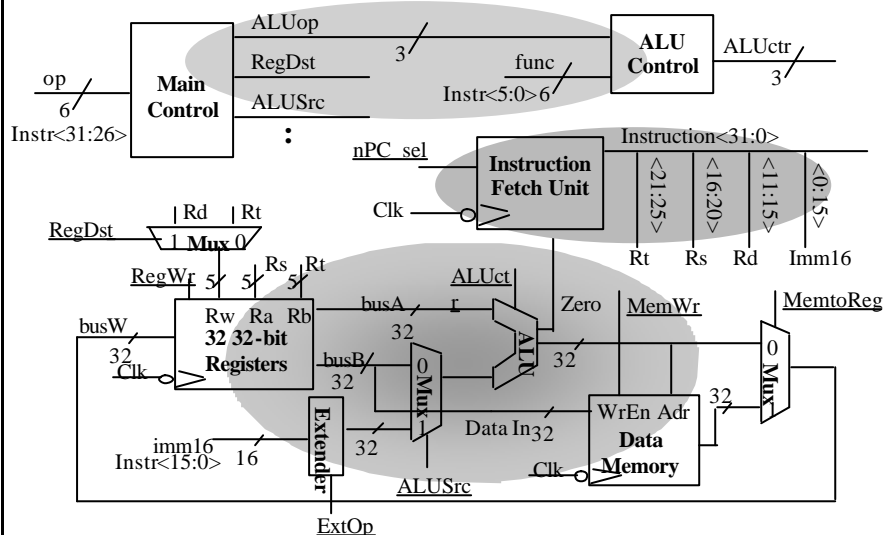 ALUop
3
RegDst
func
Instr<5:0>6
ALU
Control
ALUctr
3
op
6
Instr<31:26>
Main
Control
ALUSrc
:
nPC_sel
Instruction
Fetch Unit
Clk
Instruction<31:0>
<21:25>
<16:20>
<11:15>
<0:15>
Rt
Rs
Rd
Imm16
Rd
Rt
RegDst
1 Mux 0
RegWr
5
5
5
Rs
Rt
ALUct
r
Zero
MemWr
MemtoReg
busW
32
Clk
Rw Ra Rb
32 32-bit
Registers
busA
32
busB
32
0
Mux
1
ALU
32
0
Mux
1
32
WrEn Adr
Data
Memory
Data In32
Clk
imm16
Instr<15:0>
16
Extender
32
ALUSrc
ExtOp